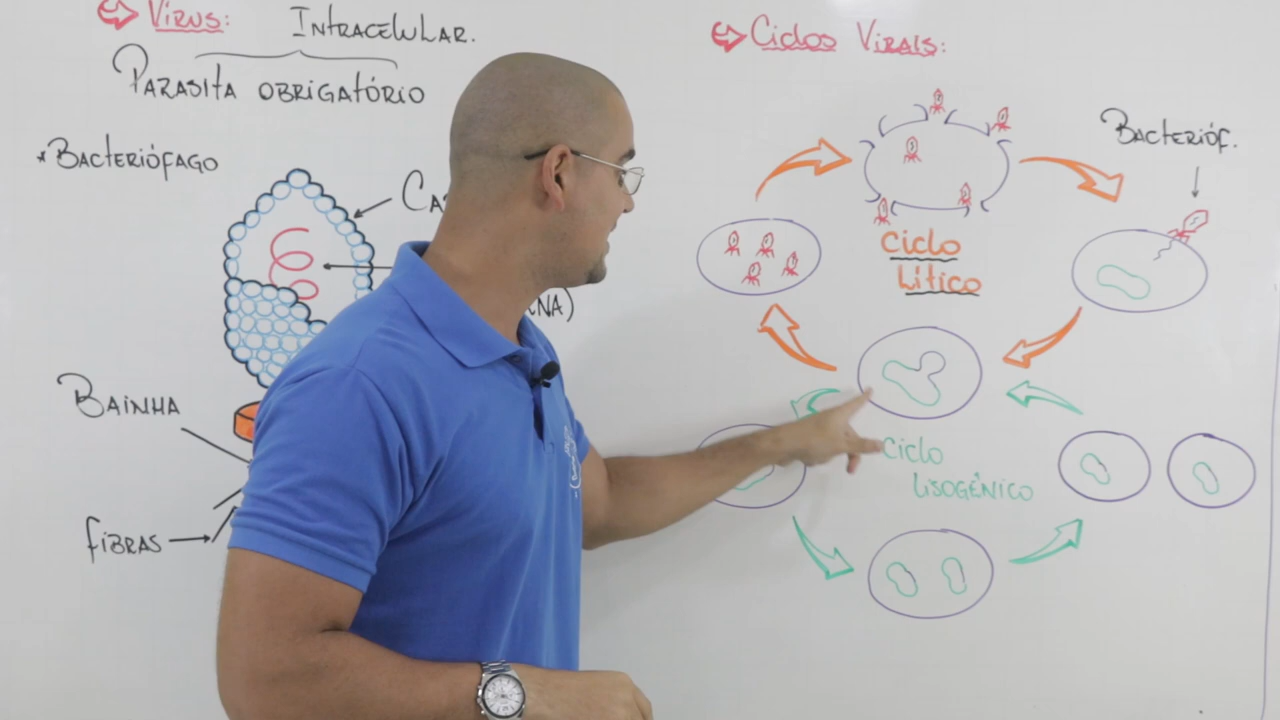 Vírus:
Intracelular.
Parasita obrigatório
*Bacteriófago
Bainha
Fibras
Ciclos Virais:
Bacterióf.
Ciclo
Lítico
Ciclo
Lisogênico